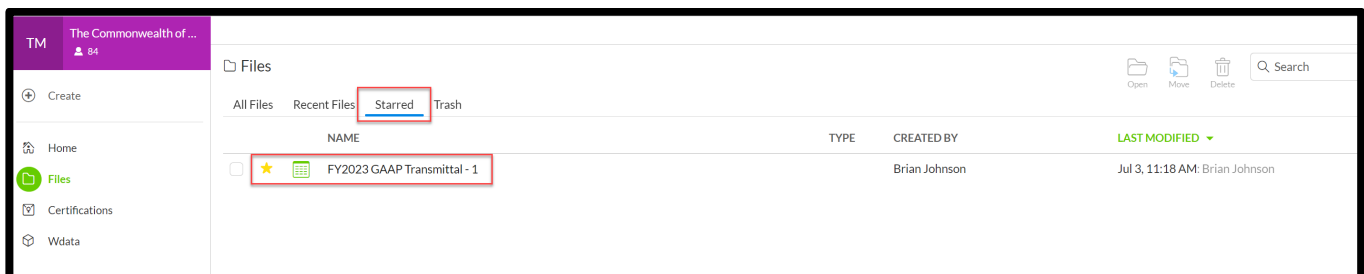 TM
The Commonwealth of ...
84
Create
Home
Files
Certifications
Wdata
Files
Open
Move
Delete
Search
All Files Recent Files Starred Trash
NAME TYPE CREATED BY LAST MODIFIED
FY2023 GAAP Transmittal - 1 Brian Johnson Jul 3, 11:18 AM: Brian Johnson